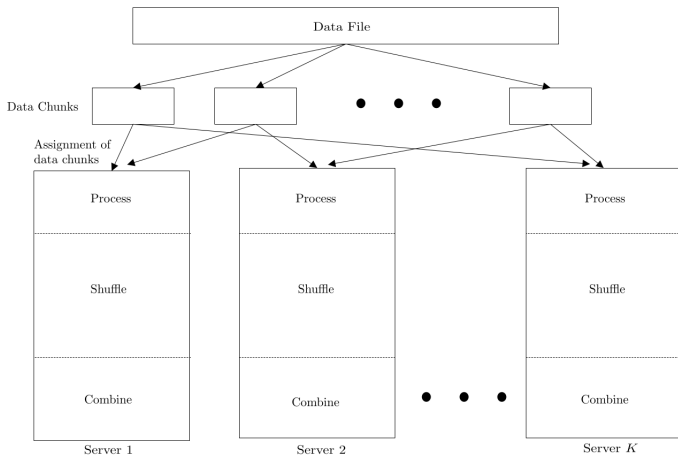 Data File
Data Chunks
Assignment of
data chunks
Process
Process
Process
Shuffle
Shuffle
Shuffle
Combine
Combine
Combine
Server 1
Server 2
Server K